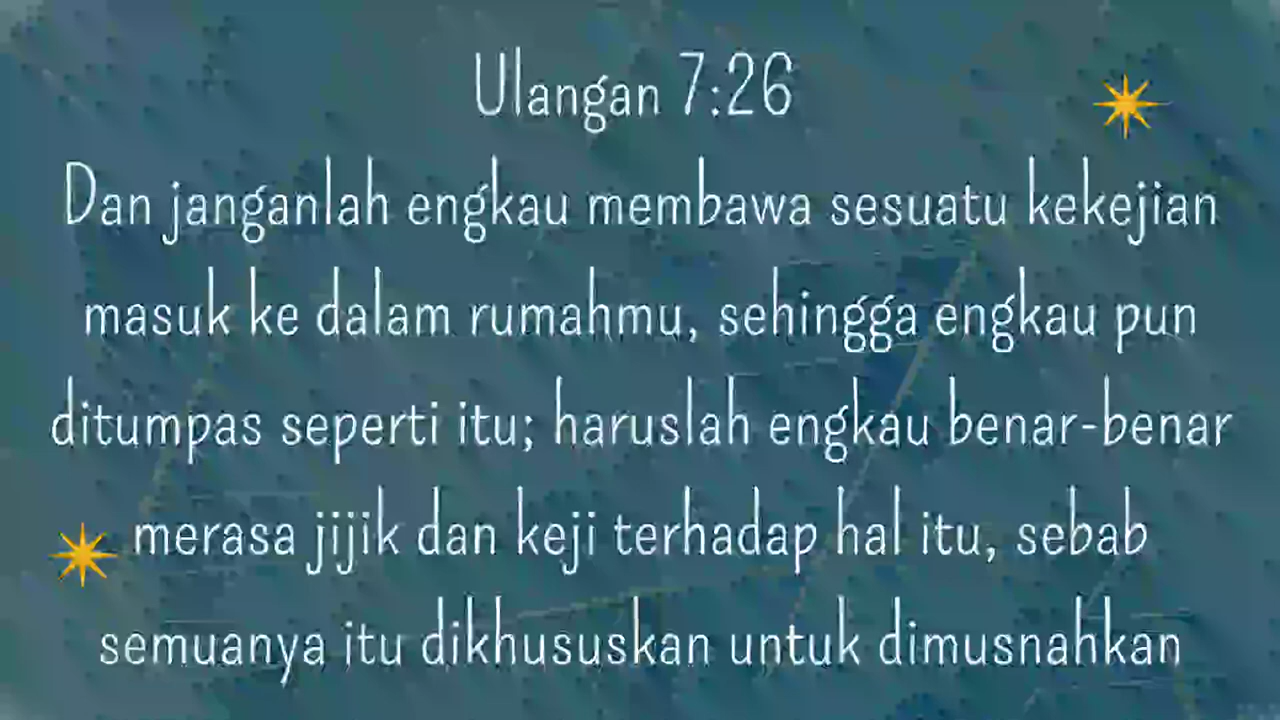 Ulangan 7:26
Dan janganlah engkau membawa sesuatu kekejian
masuk ke dalam rumahmu, sehingga engkau pun
ditumpas seperti itu; haruslah engkau benar-benar
merasa jijik dan keji terhadap hal itu, sebab
semuanya itu dikhususkan untuk dimusnahkan